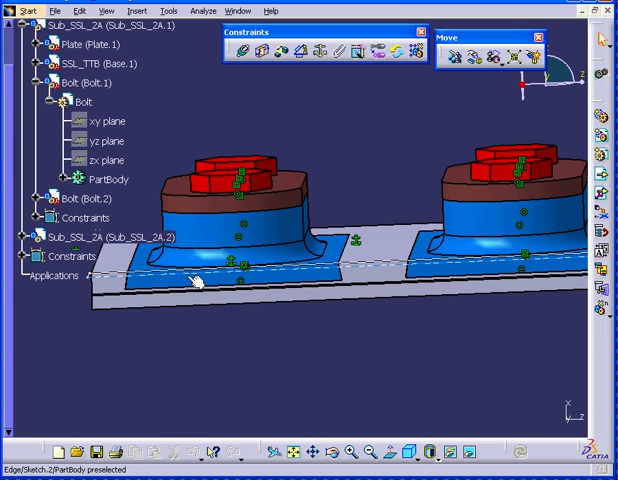 Start File Edit View Insert Tools Analyze Window Help
Sub_SSL_2A (Sub_SSL_2A.1)
Plate (Plate.1)
SSL_TTB (Base.1)
Bolt (Bolt.1)
Bolt
xy plane
yz plane
zx plane
PartBody
Bolt (Bolt.2)
Constraints
Sub_SSL_2A (Sub_SSL_2A.2)
Constraints
Applications
Constraints
Move
z
x
z
CATIA
Edge/Sketch.2/PartBody preselected